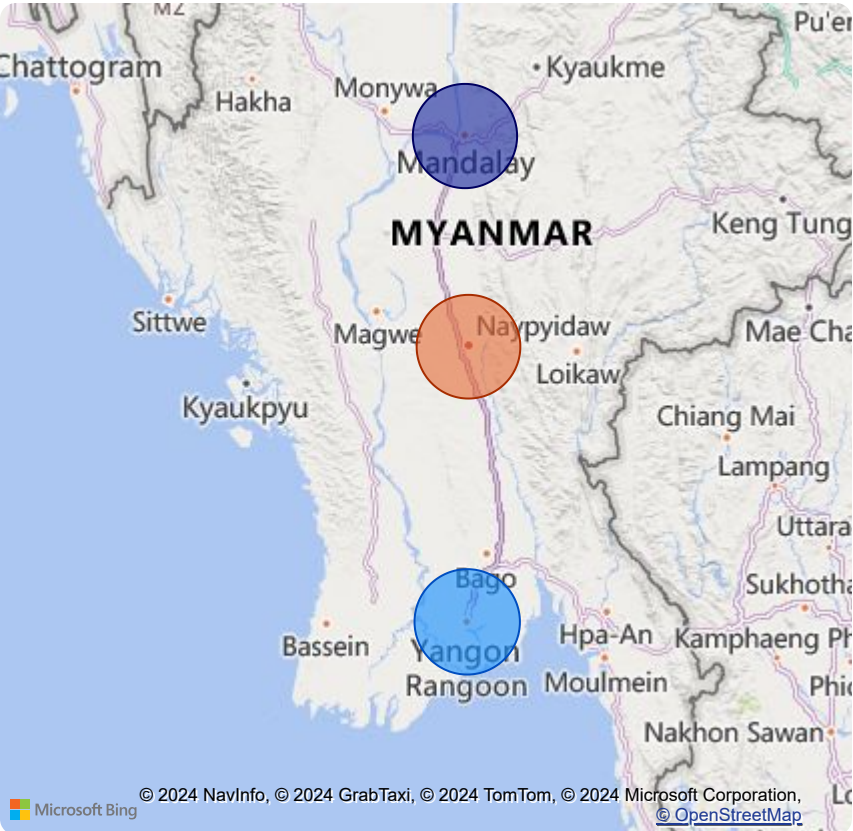 MZ
Pu'er
Chattogram
Kyaukme
Monywa
Hakha
Mandalay
Keng Tung
MYANMAR
Sittwe
Naypyidaw
Magwe
Mae Cha
Loikaw
Kyaukpyu
Chiang Mai
Lampang
Uttara
Bago
Sukhotha
Hpa-An
Kamphaeng Ph
Bassein
Yangon
Rangoon
Moulmein
Phic
Nakhon Sawan
Lo
© 2024 NavInfo, © 2024 GrabTaxi, © 2024 TomTom, © 2024 Microsoft Corporation,
Microsoft Bing
© OpenStreetMap